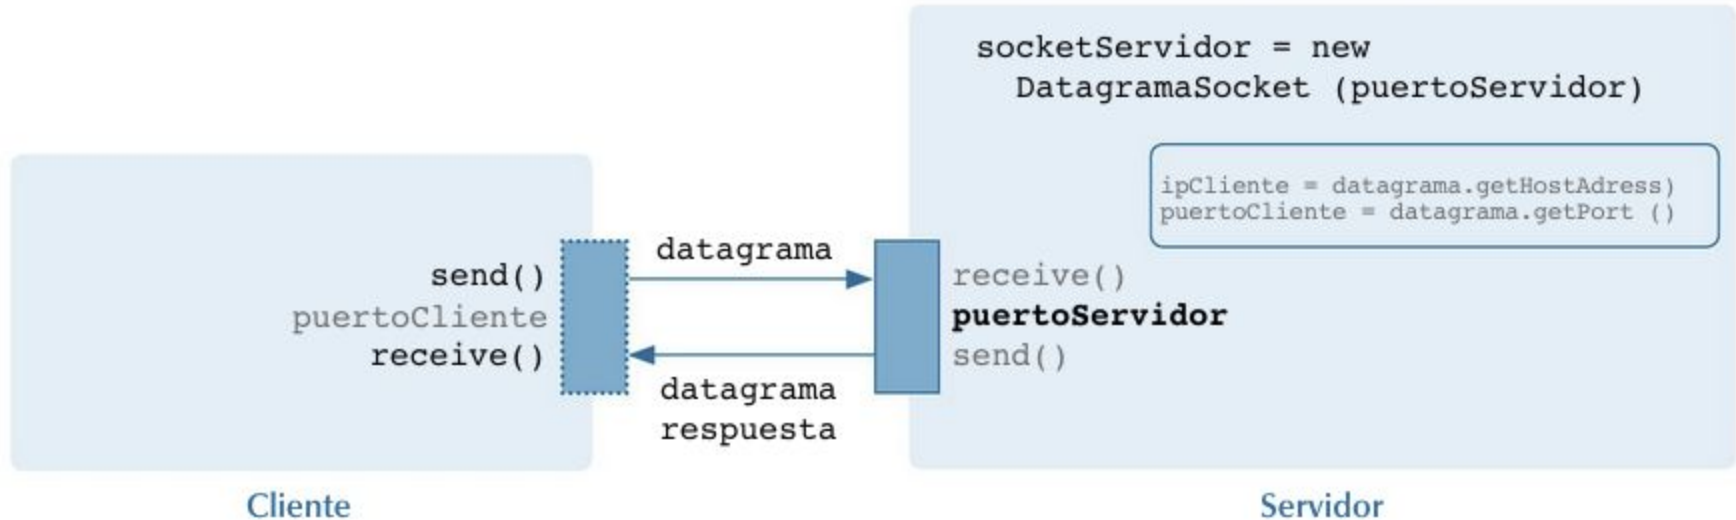 socketServidor = new
DatagramaSocket (puertoServidor)
ipCliente = datagrama.getHostAdress)
puertoCliente = datagrama.getPort ()
datagrama
send()
receive()
puertoCliente
puertoServidor
receive()
send()
datagrama
respuesta
Cliente
Servidor